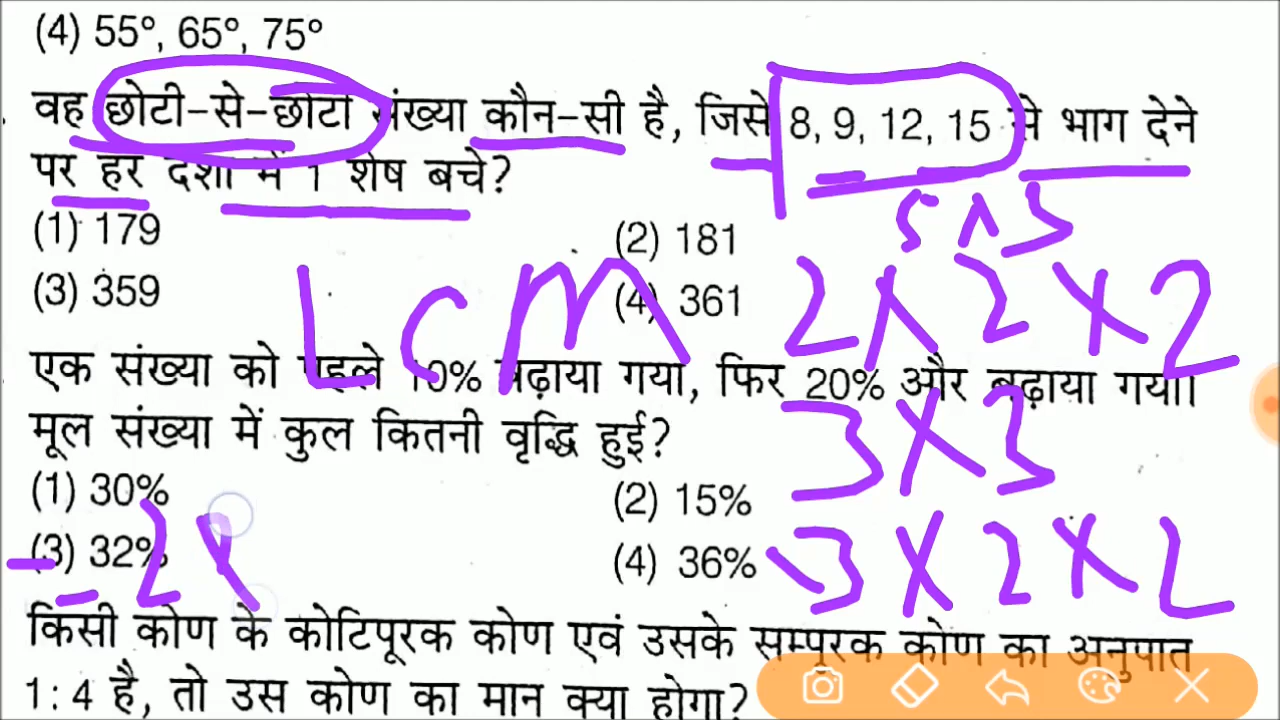 (4) 55°, 65°, 75°
वह छोटी-से-छोटी संख्या कौन-सी है, जिसे 8, 9, 12, 15 से भाग देने
पर हर दशा में 1 शेष बचे?
(1) 179 (2) 181
5 × 3
(3) 359 (4) 361
LCM 2 × 2 × 2
एक संख्या को पहले 10% बढ़ाया गया, फिर 20% और बढ़ाया गया।
मूल संख्या में कुल कितनी वृद्धि हुई?
3 × 3
(1) 30% (2) 15%
(3) 32% (4) 36%
2 × 3 × 2 × 2
किसी कोण के कोटिपूरक कोण एवं उसके सम्पूरक कोण का अनुपात
1 : 4 है, तो उस कोण का मान क्या होगा?